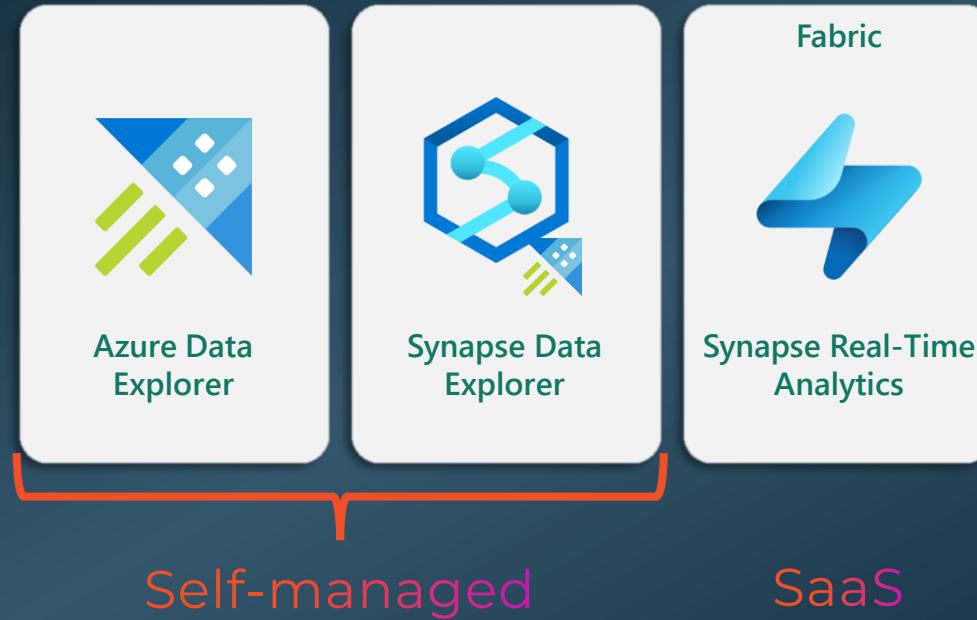 Fabric
Azure Data
Explorer
Synapse Data
Explorer
Synapse Real-Time
Analytics
Self-managed
SaaS